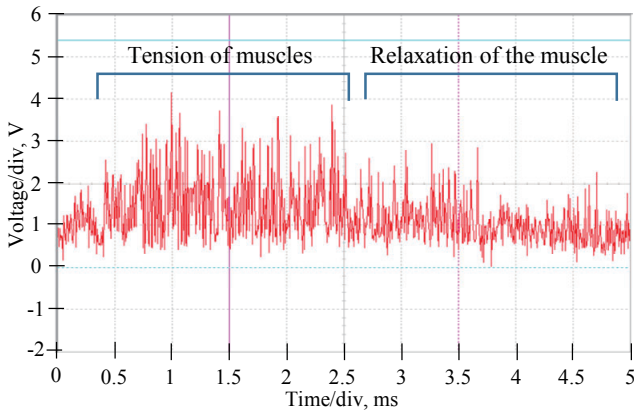 6
5
4
3
2
1
0
-1
-2
Voltage/div, V
Tension of muscles
Relaxation of the muscle
0 0.5 1 1.5 2 2.5 3 3.5 4 4.5 5
Time/div, ms